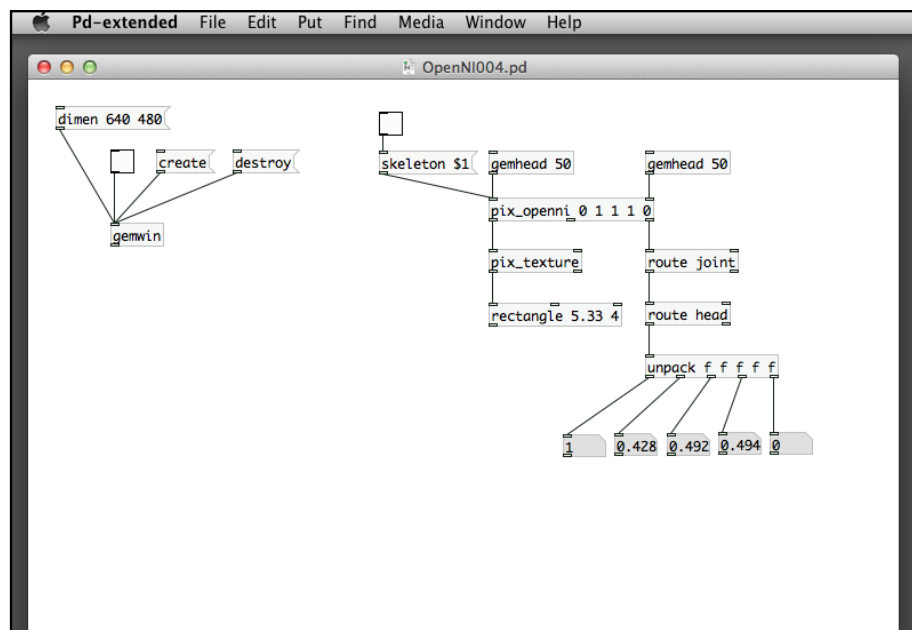 Pd-extended File Edit Put Find Media Window Help
OpenNI004.pd
dimen 640 480
create
destroy
gemwin
skeleton $1
gemhead 50
gemhead 50
pix_openni 0 1 1 1 0
pix_texture
route joint
rectangle 5.33 4
route head
unpack f f f f f
1
0.428
0.492
0.494
0